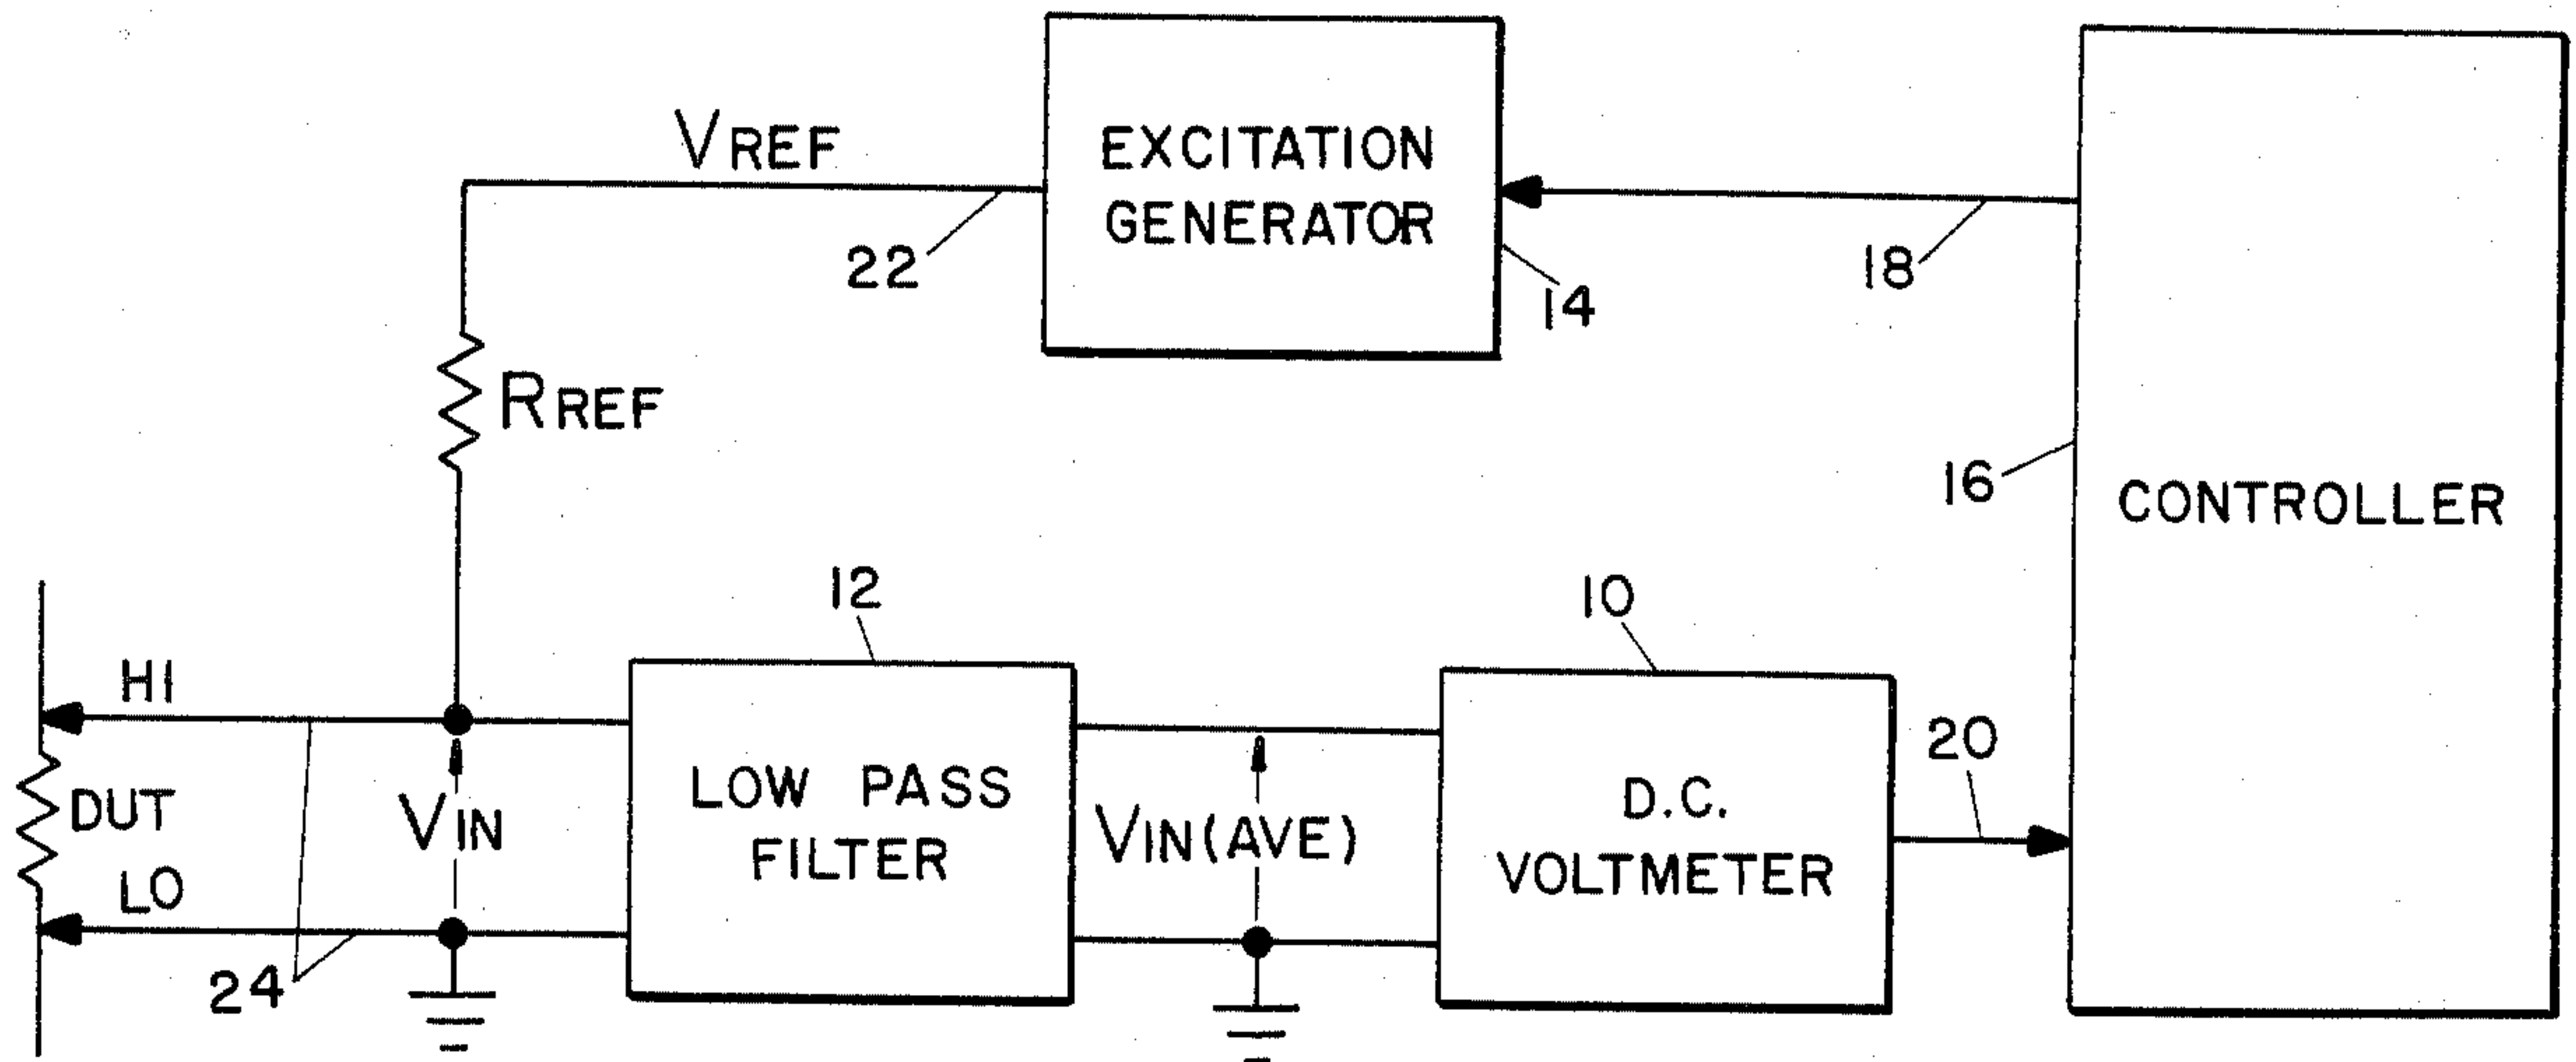 VREF
EXCITATION
GENERATOR
22
14
18
RREF
16
CONTROLLER
12
10
HI
20
DUT
VIN
LOW PASS
FILTER
VIN(AVE)
D.C.
VOLTMETER
LO
24